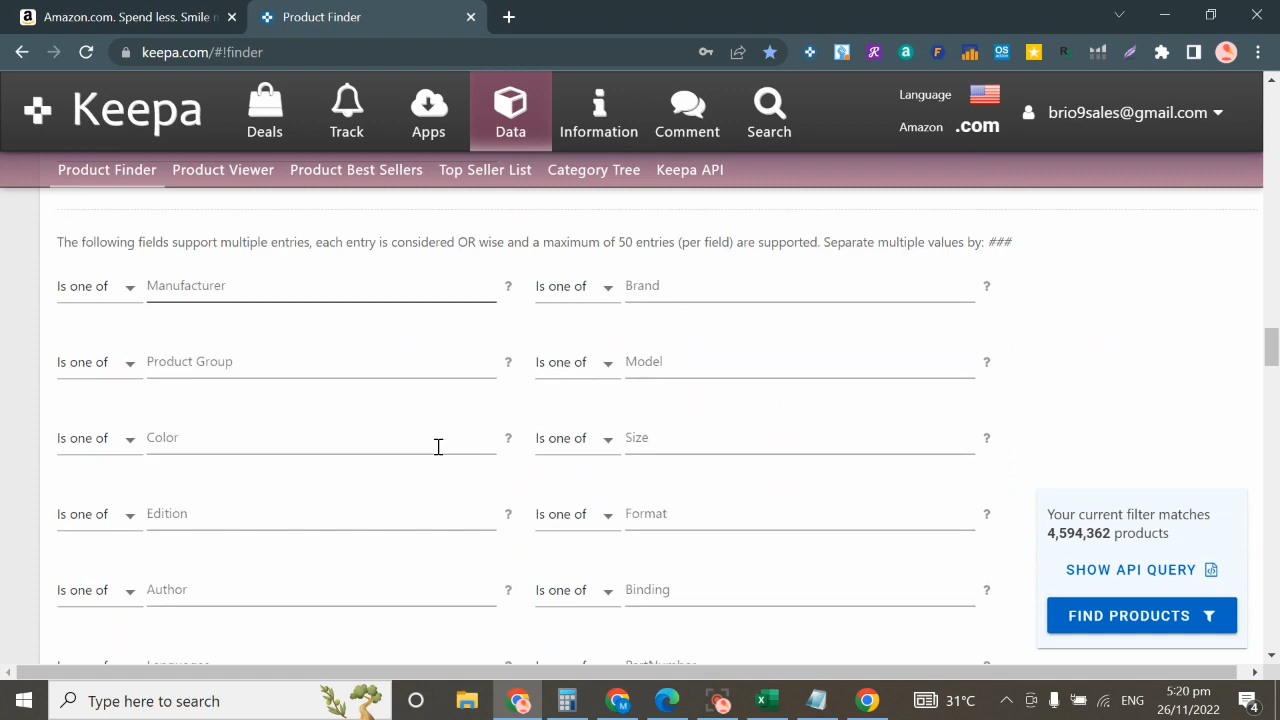 Amazon.com. Spend less. Smile
Product Finder
keepa.com/#!finder
Keepa
Deals
Track
Apps
Data
Information
Comment
Search
Language
Amazon .com
brio9sales@gmail.com
Product Finder Product Viewer Product Best Sellers Top Seller List Category Tree Keepa API
The following fields support multiple entries, each entry is considered OR wise and a maximum of 50 entries (per field) are supported. Separate multiple values by: ###
Is one of Manufacturer ? Is one of Brand ?
Is one of Product Group ? Is one of Model ?
Is one of Color ? Is one of Size ?
Is one of Edition ? Is one of Format ?
Is one of Author ? Is one of Binding ?
Your current filter matches
4,594,362 products
SHOW API QUERY
FIND PRODUCTS
Type here to search
31°C
ENG
5:20 pm
26/11/2022
4